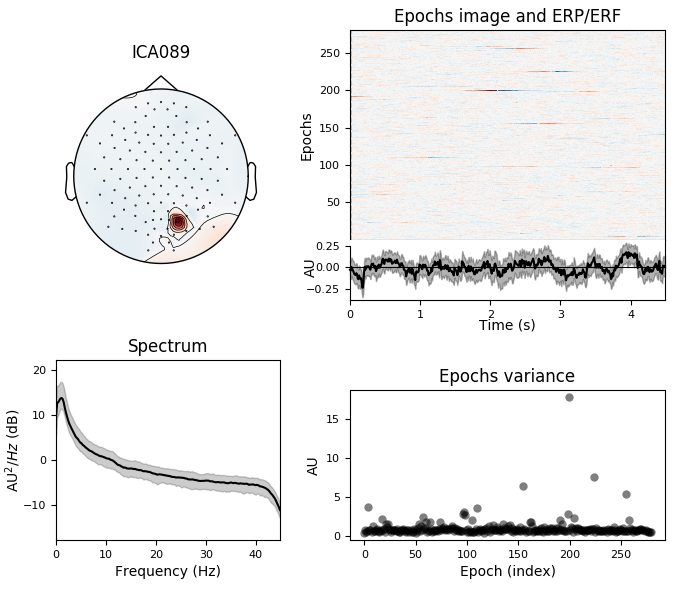 ICA089
Epochs image and ERP/ERF
Epochs
250
200
150
100
50
AU
0.25
0.00
−0.25
0
1
2
3
4
Time (s)
Spectrum
AU²/Hz (dB)
20
10
0
−10
0
20
40
Frequency (Hz)
Epochs variance
AU
15
10
5
0
0
50
100
150
200
250
Epoch (index)